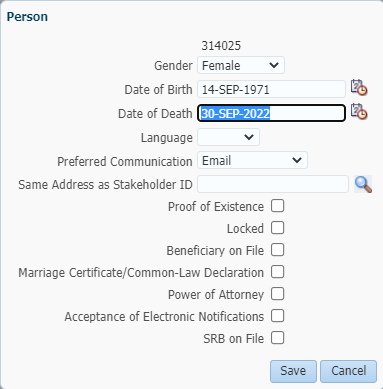 Person
314025
Gender Female
Date of Birth 14-SEP-1971
Date of Death 30-SEP-2022
Language
Preferred Communication Email
Same Address as Stakeholder ID
Proof of Existence
Locked
Beneficiary on File
Marriage Certificate/Common-Law Declaration
Power of Attorney
Acceptance of Electronic Notifications
SRB on File
Save Cancel